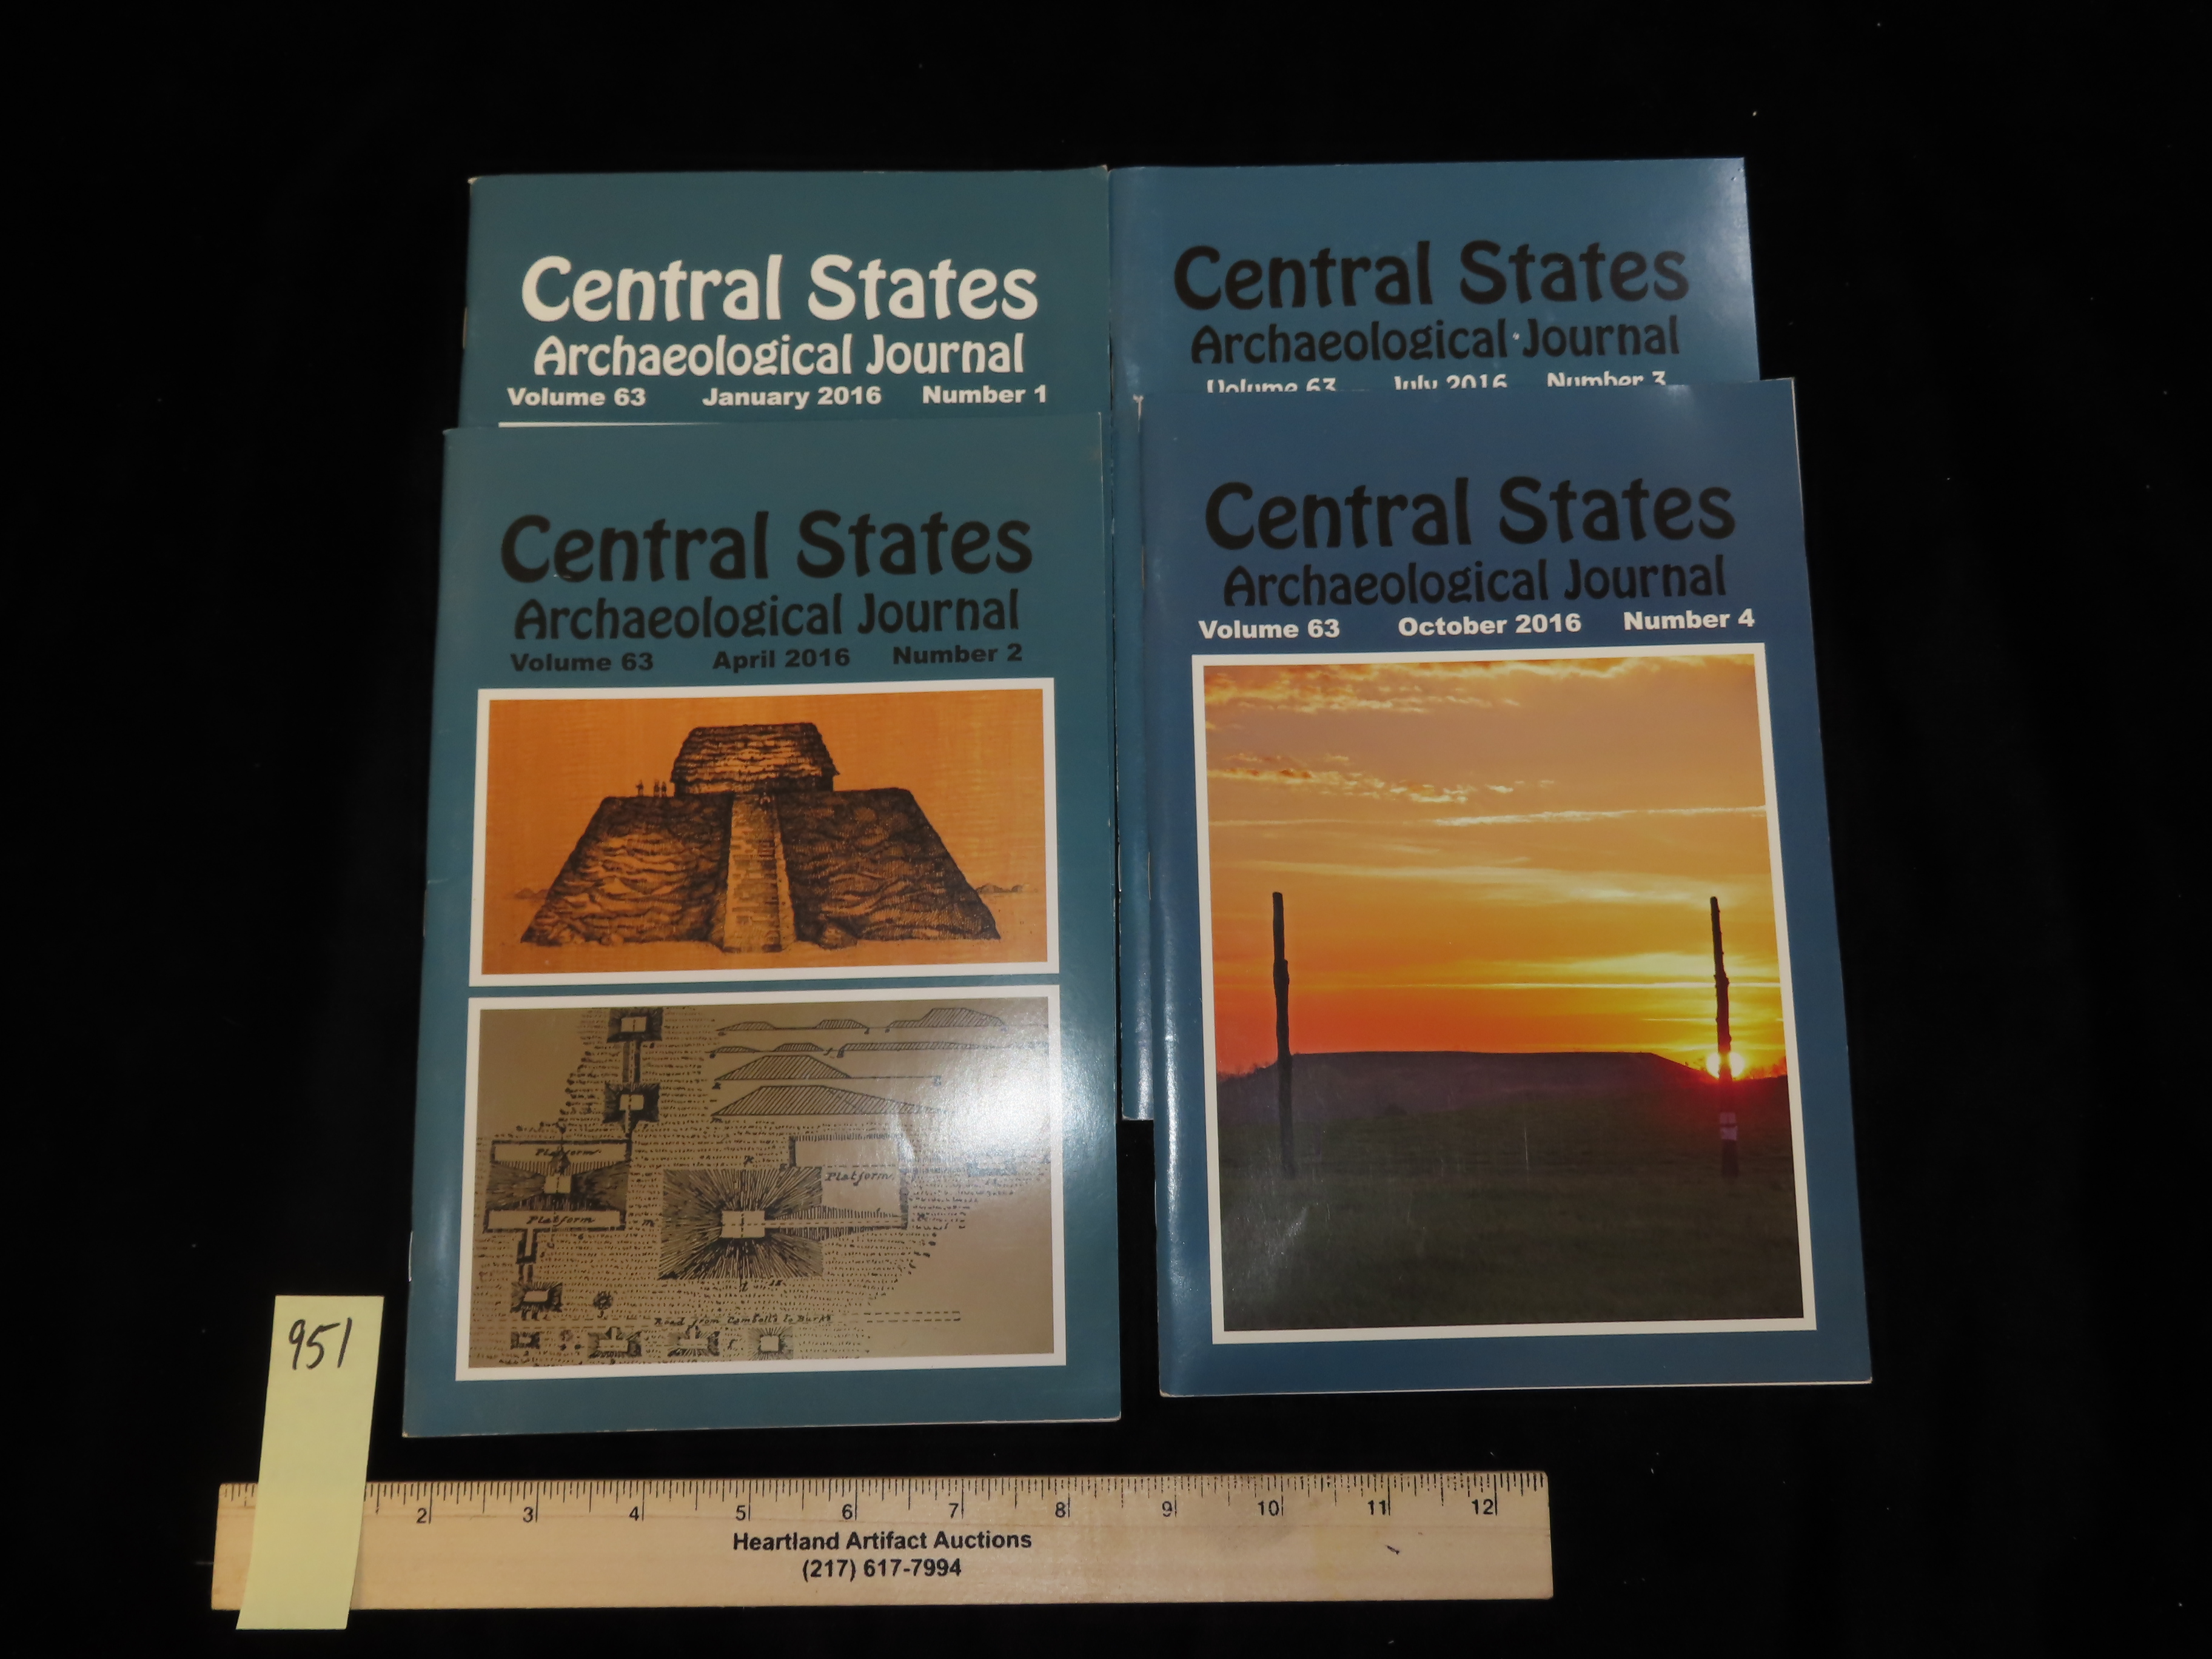 Central States
Archaeological Journal
Volume 63 January 2016 Number 1
Central States
Archaeological Journal
Volume 63 July 2016 Number 3
Central States
Archaeological Journal
Volume 63 April 2016 Number 2
Platform
Platform
Platform
Road from
Central States
Archaeological Journal
Volume 63 October 2016 Number 4
951
2 3 4 5 6 7 8 9 10 11 12
Heartland Artifact Auctions
(217) 617-7994